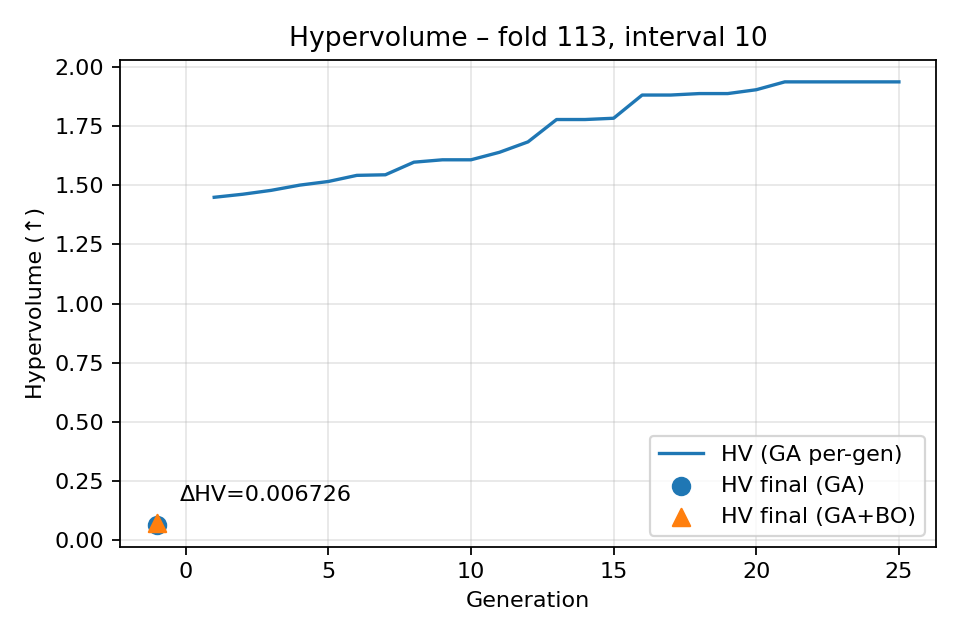 Hypervolume – fold 113, interval 10
Hypervolume (↑)
2.00
1.75
1.50
1.25
1.00
0.75
0.50
0.25
0.00
ΔHV=0.006726
HV (GA per-gen)
HV final (GA)
HV final (GA+BO)
0 5 10 15 20 25
Generation